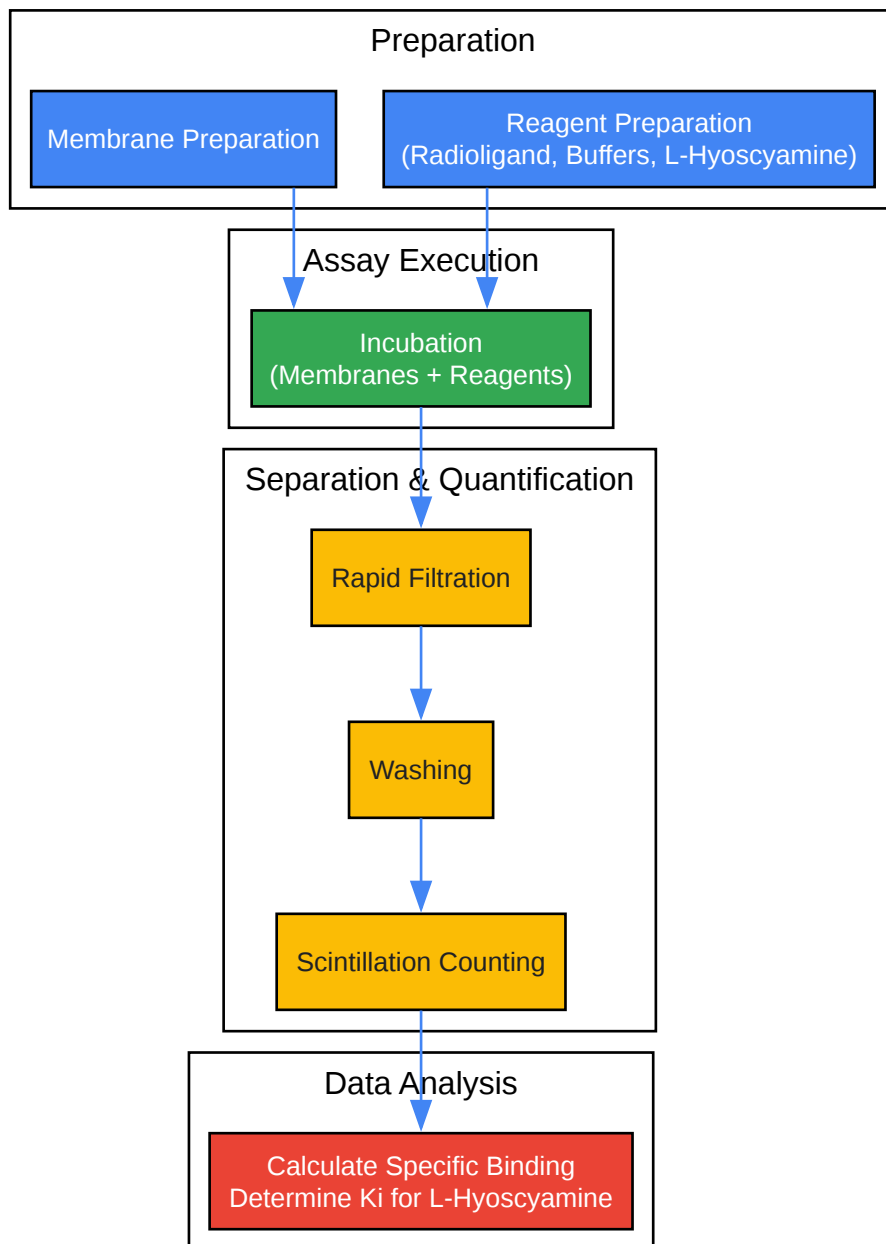 Preparation
Membrane Preparation
Reagent Preparation
(Radioligand, Buffers, L-Hyoscyamine)
Assay Execution
Incubation
(Membranes + Reagents)
Separation & Quantification
Rapid Filtration
Washing
Scintillation Counting
Data Analysis
Calculate Specific Binding
Determine Ki for L-Hyoscyamine